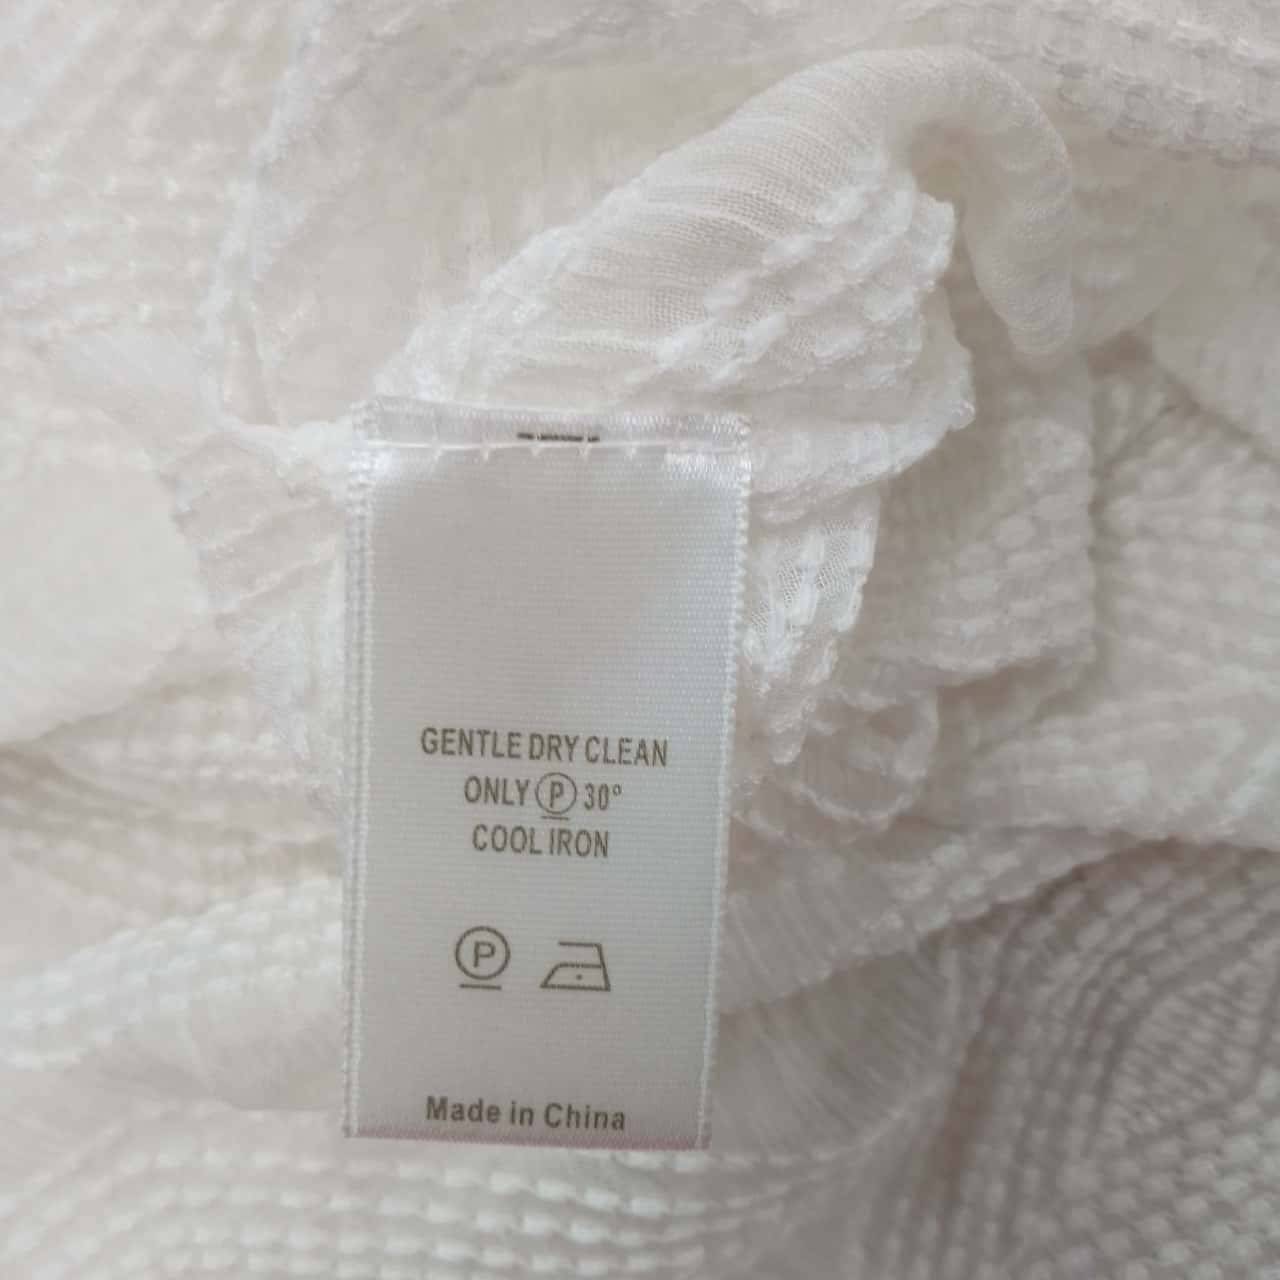 GENTLE DRY CLEAN
ONLY Ⓟ 30°
COOL IRON
P
Made in China